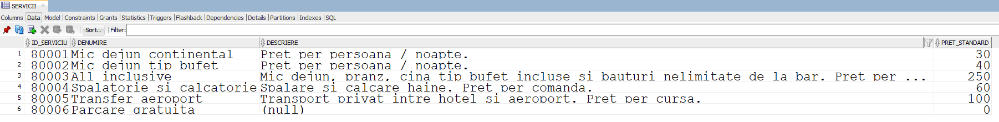 SERVICII ×
Columns Data Model Constraints Grants Statistics Triggers Flashback Dependencies Details Partitions Indexes SQL
Sort.. Filter:
ID_SERVICIU DENUMIRE DESCRIERE PRET_STANDARD
1 80001 Mic dejun continental Pret per persoana / noapte. 30
2 80002 Mic dejun tip bufet Pret per persoana / noapte. 40
3 80003 All inclusive Mic dejun, pranz, cina tip bufet incluse si bauturi nelimitate de la bar. Pret per ... 250
4 80004 Spalatorie si calcatorie Spalare si calcare haine. Pret per comanda. 60
5 80005 Transfer aeroport Transport privat intre hotel si aeroport. Pret per cursa. 100
6 80006 Parcare gratuita (null) 0